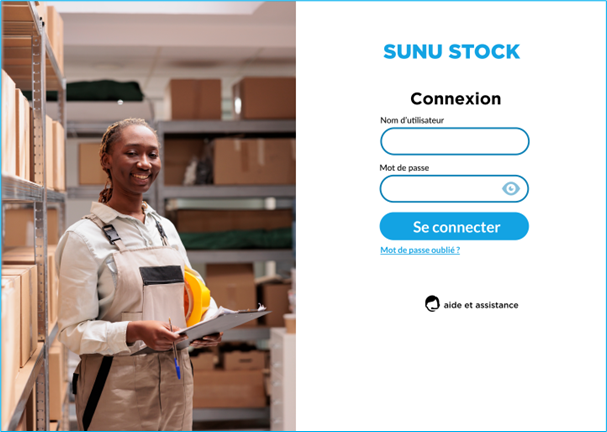 SUNU STOCK
Connexion
Nom d'utilisateur
Mot de passe
Se connecter
Mot de passe oublié ?
aide et assistance